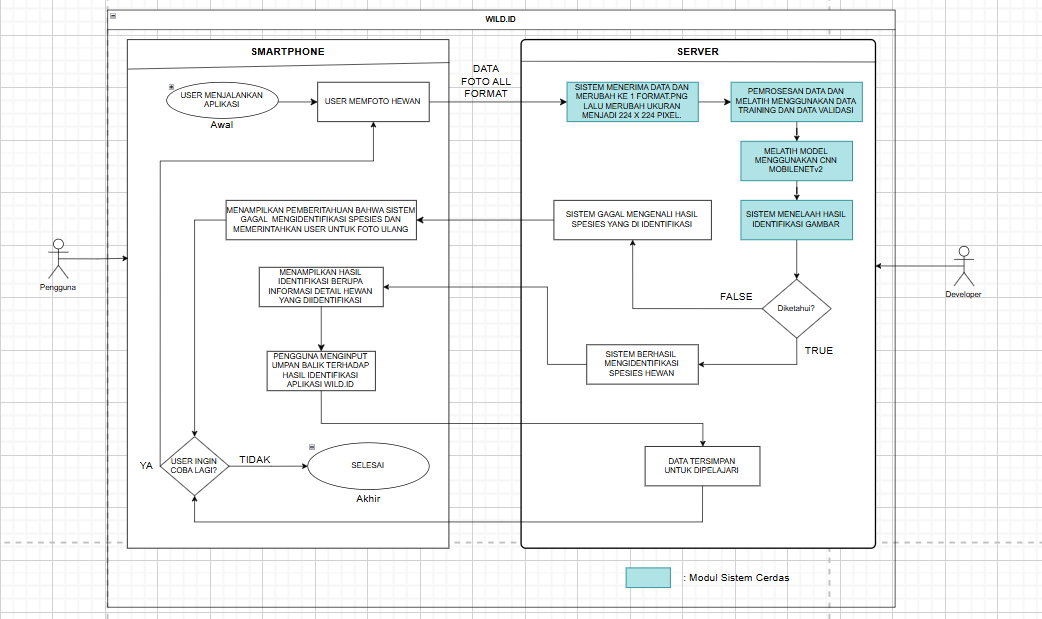 WILD.ID
SMARTPHONE
SERVER
USER MENJALANKAN
APLIKASI
Awal
USER MEMFOTO HEWAN
DATA
FOTO ALL
FORMAT
SISTEM MENERIMA DATA DAN
MERUBAH KE 1 FORMAT.PNG
LALU MERUBAH UKURAN
MENJADI 224 X 224 PIXEL.
PEMROSESAN DATA DAN
MELATIH MENGGUNAKAN DATA
TRAINING DAN DATA VALIDASI
MELATIH MODEL
MENGGUNAKAN CNN
MOBILENETv2
MENAMPILKAN PEMBERITAHUAN BAHWA SISTEM
GAGAL MENGIDENTIFIKASI SPESIES DAN
MEMERINTAHKAN USER UNTUK FOTO ULANG
SISTEM GAGAL MENGENALI HASIL
SPESIES YANG DI IDENTIFIKASI
SISTEM MENELAAH HASIL
IDENTIFIKASI GAMBAR
Pengguna
MENAMPILKAN HASIL
IDENTIFIKASI BERUPA
INFORMASI DETAIL HEWAN
YANG DIIDENTIFIKASI
FALSE
Diketahui?
Developer
TRUE
PENGGUNA MENGINPUT
UMPAN BALIK TERHADAP
HASIL IDENTIFIKASI
APLIKASI WILD.ID
SISTEM BERHASIL
MENGIDENTIFIKASI
SPESIES HEWAN
YA
USER INGIN
COBA LAGI?
TIDAK
SELESAI
Akhir
DATA TERSIMPAN
UNTUK DIPELAJARI
: Modul Sistem Cerdas